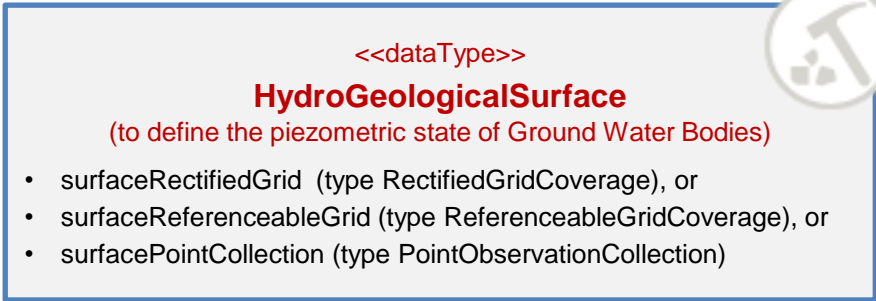 <<dataType>>
HydroGeologicalSurface
(to define the piezometric state of Ground Water Bodies)
• surfaceRectifiedGrid (type RectifiedGridCoverage), or
• surfaceReferenceableGrid (type ReferenceableGridCoverage), or
• surfacePointCollection (type PointObservationCollection)